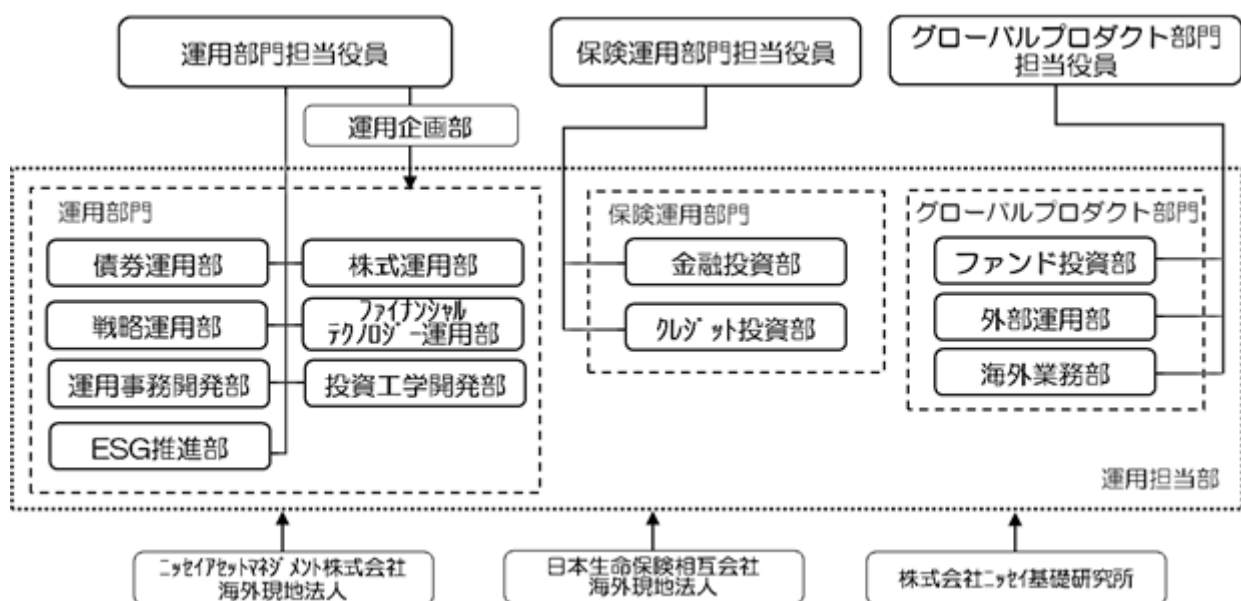 運用部門担当役員
保険運用部門担当役員
グローバルプロダクト部門
担当役員
運用企画部
運用部門
債券運用部
株式運用部
戦略運用部
ﾌｧｲﾅﾝｼｬﾙ
ﾃｸﾉﾛｼﾞｰ運用部
運用事務開発部
投資工学開発部
ESG推進部
保険運用部門
金融投資部
ｸﾚｼﾞｯﾄ投資部
グローバルプロダクト部門
ファンド投資部
外部運用部
海外業務部
運用担当部
ﾆｯｾｲｱｾｯﾄﾏﾈｼﾞﾒﾝﾄ株式会社
海外現地法人
日本生命保険相互会社
海外現地法人
株式会社ﾆｯｾｲ基礎研究所